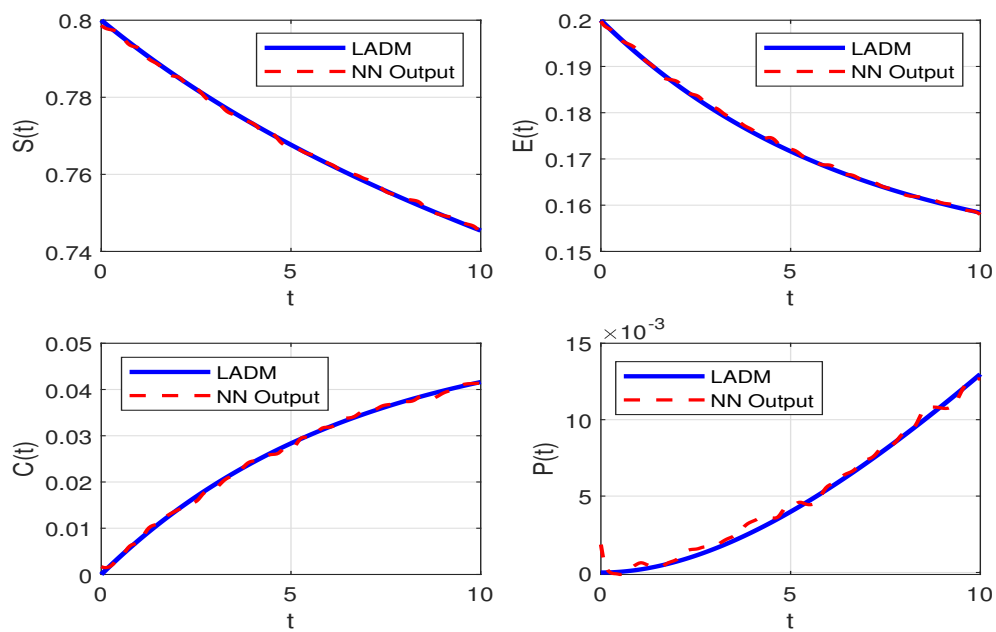 0.8
0.78
0.76
0.74
S(t)
LADM
NN Output
0
5
10
t
0.2
0.19
0.18
0.17
0.16
0.15
E(t)
LADM
NN Output
0
5
10
t
0.05
0.04
0.03
0.02
0.01
0
C(t)
LADM
NN Output
0
5
10
t
×10^-3
15
10
5
0
P(t)
LADM
NN Output
0
5
10
t